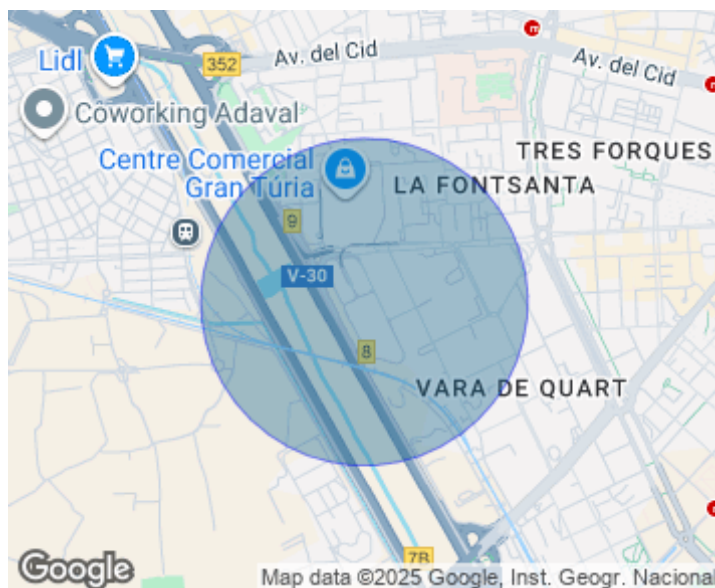 Lidl
352
Av. del Cid
Av. del Cid
Coworking Adaval
Centre Comercial
Gran Túria
TRES FORQUES
LA FONTSANTA
9
V-30
8
VARA DE QUART
7B
Google
Map data ©2025 Google, Inst. Geogr. Nacional